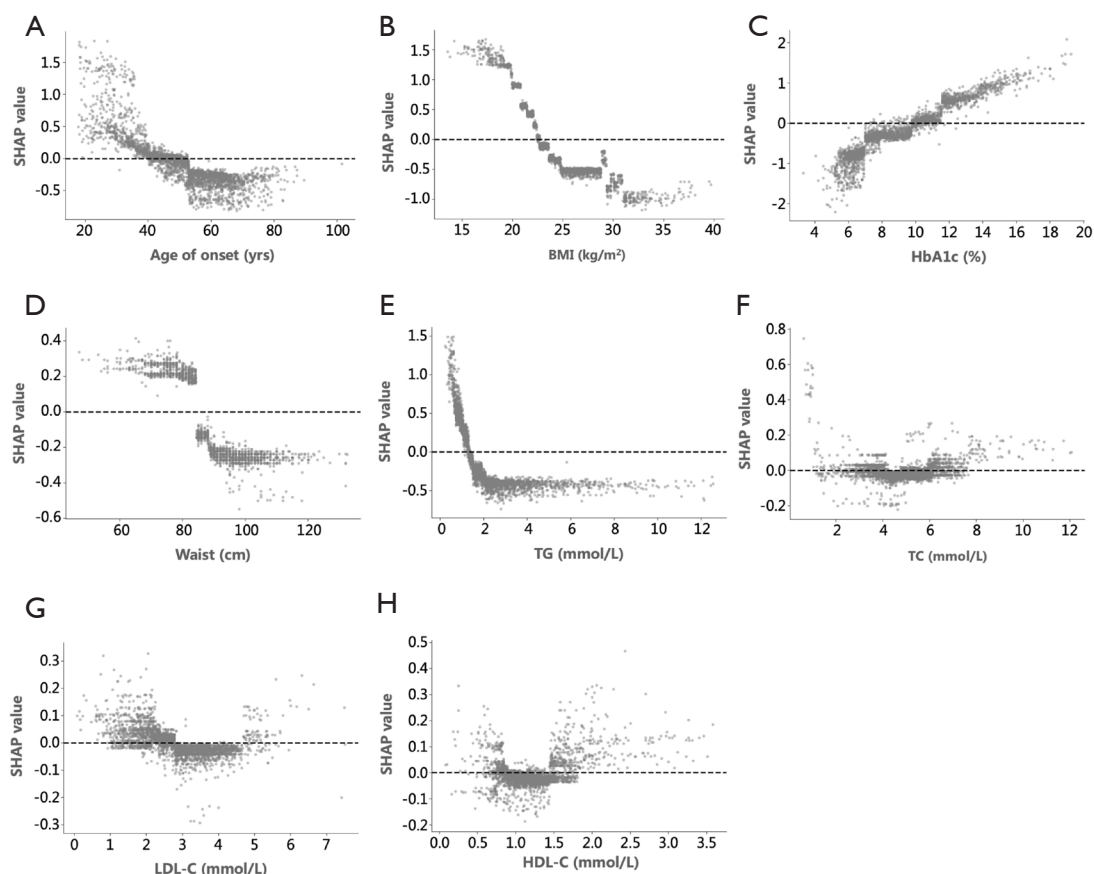 A
SHAP value
1.5
1.0
0.5
0.0
-0.5
20 40 60 80 100
Age of onset (yrs)
B
SHAP value
1.5
1.0
0.5
0.0
-0.5
-1.0
15 20 25 30 35 40
BMI (kg/m²)
C
SHAP value
2
1
0
-1
-2
4 6 8 10 12 14 16 18 20
HbA1c (%)
D
SHAP value
0.4
0.2
0.0
-0.2
-0.4
-0.6
60 80 100 120
Waist (cm)
E
SHAP value
1.5
1.0
0.5
0.0
-0.5
0 2 4 6 8 10 12
TG (mmol/L)
F
SHAP value
0.8
0.6
0.4
0.2
0.0
-0.2
2 4 6 8 10 12
TC (mmol/L)
G
SHAP value
0.3
0.2
0.1
0.0
-0.1
-0.2
-0.3
0 1 2 3 4 5 6 7
LDL-C (mmol/L)
H
SHAP value
0.5
0.4
0.3
0.2
0.1
0.0
-0.1
-0.2
0.0 0.5 1.0 1.5 2.0 2.5 3.0 3.5
HDL-C (mmol/L)